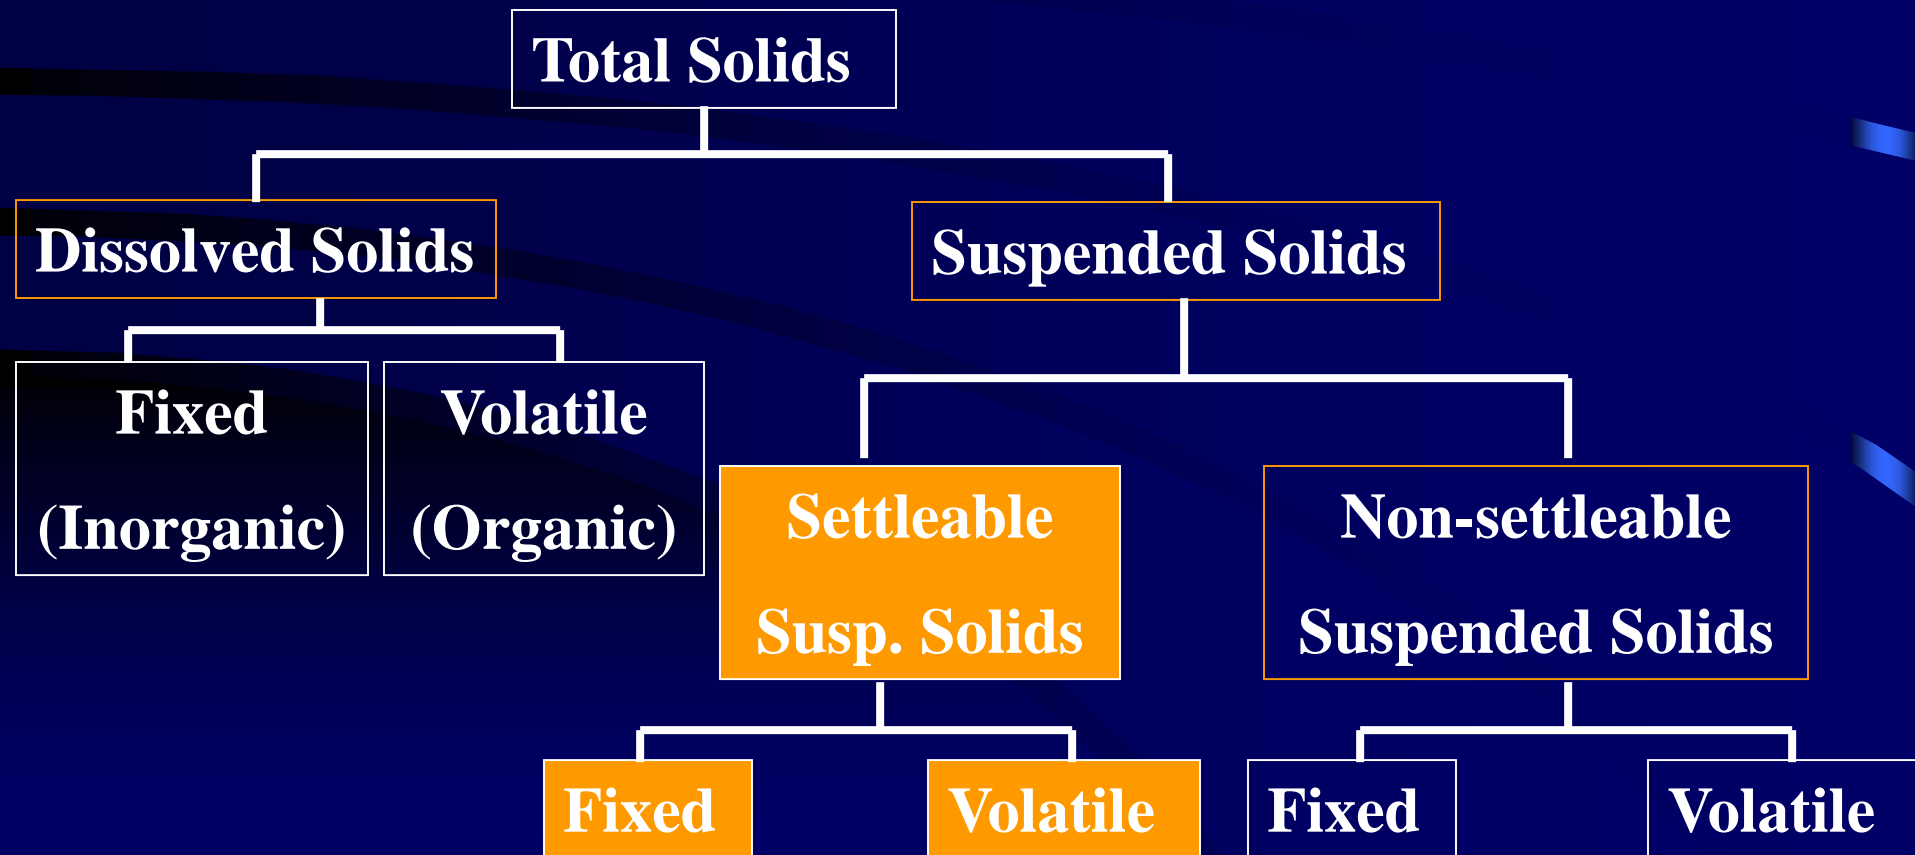 Total Solids
Dissolved Solids
Suspended Solids
Fixed
(Inorganic)
Volatile
(Organic)
Settleable
Susp. Solids
Non-settleable
Suspended Solids
Fixed
Volatile
Fixed
Volatile